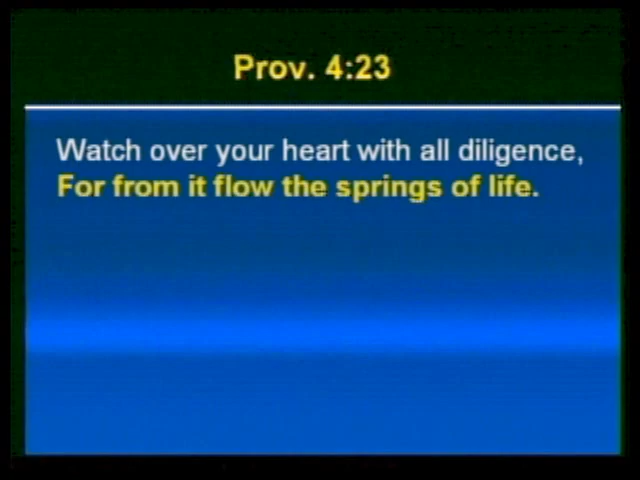 Prov. 4:23
Watch over your heart with all diligence,
For from it flow the springs of life.